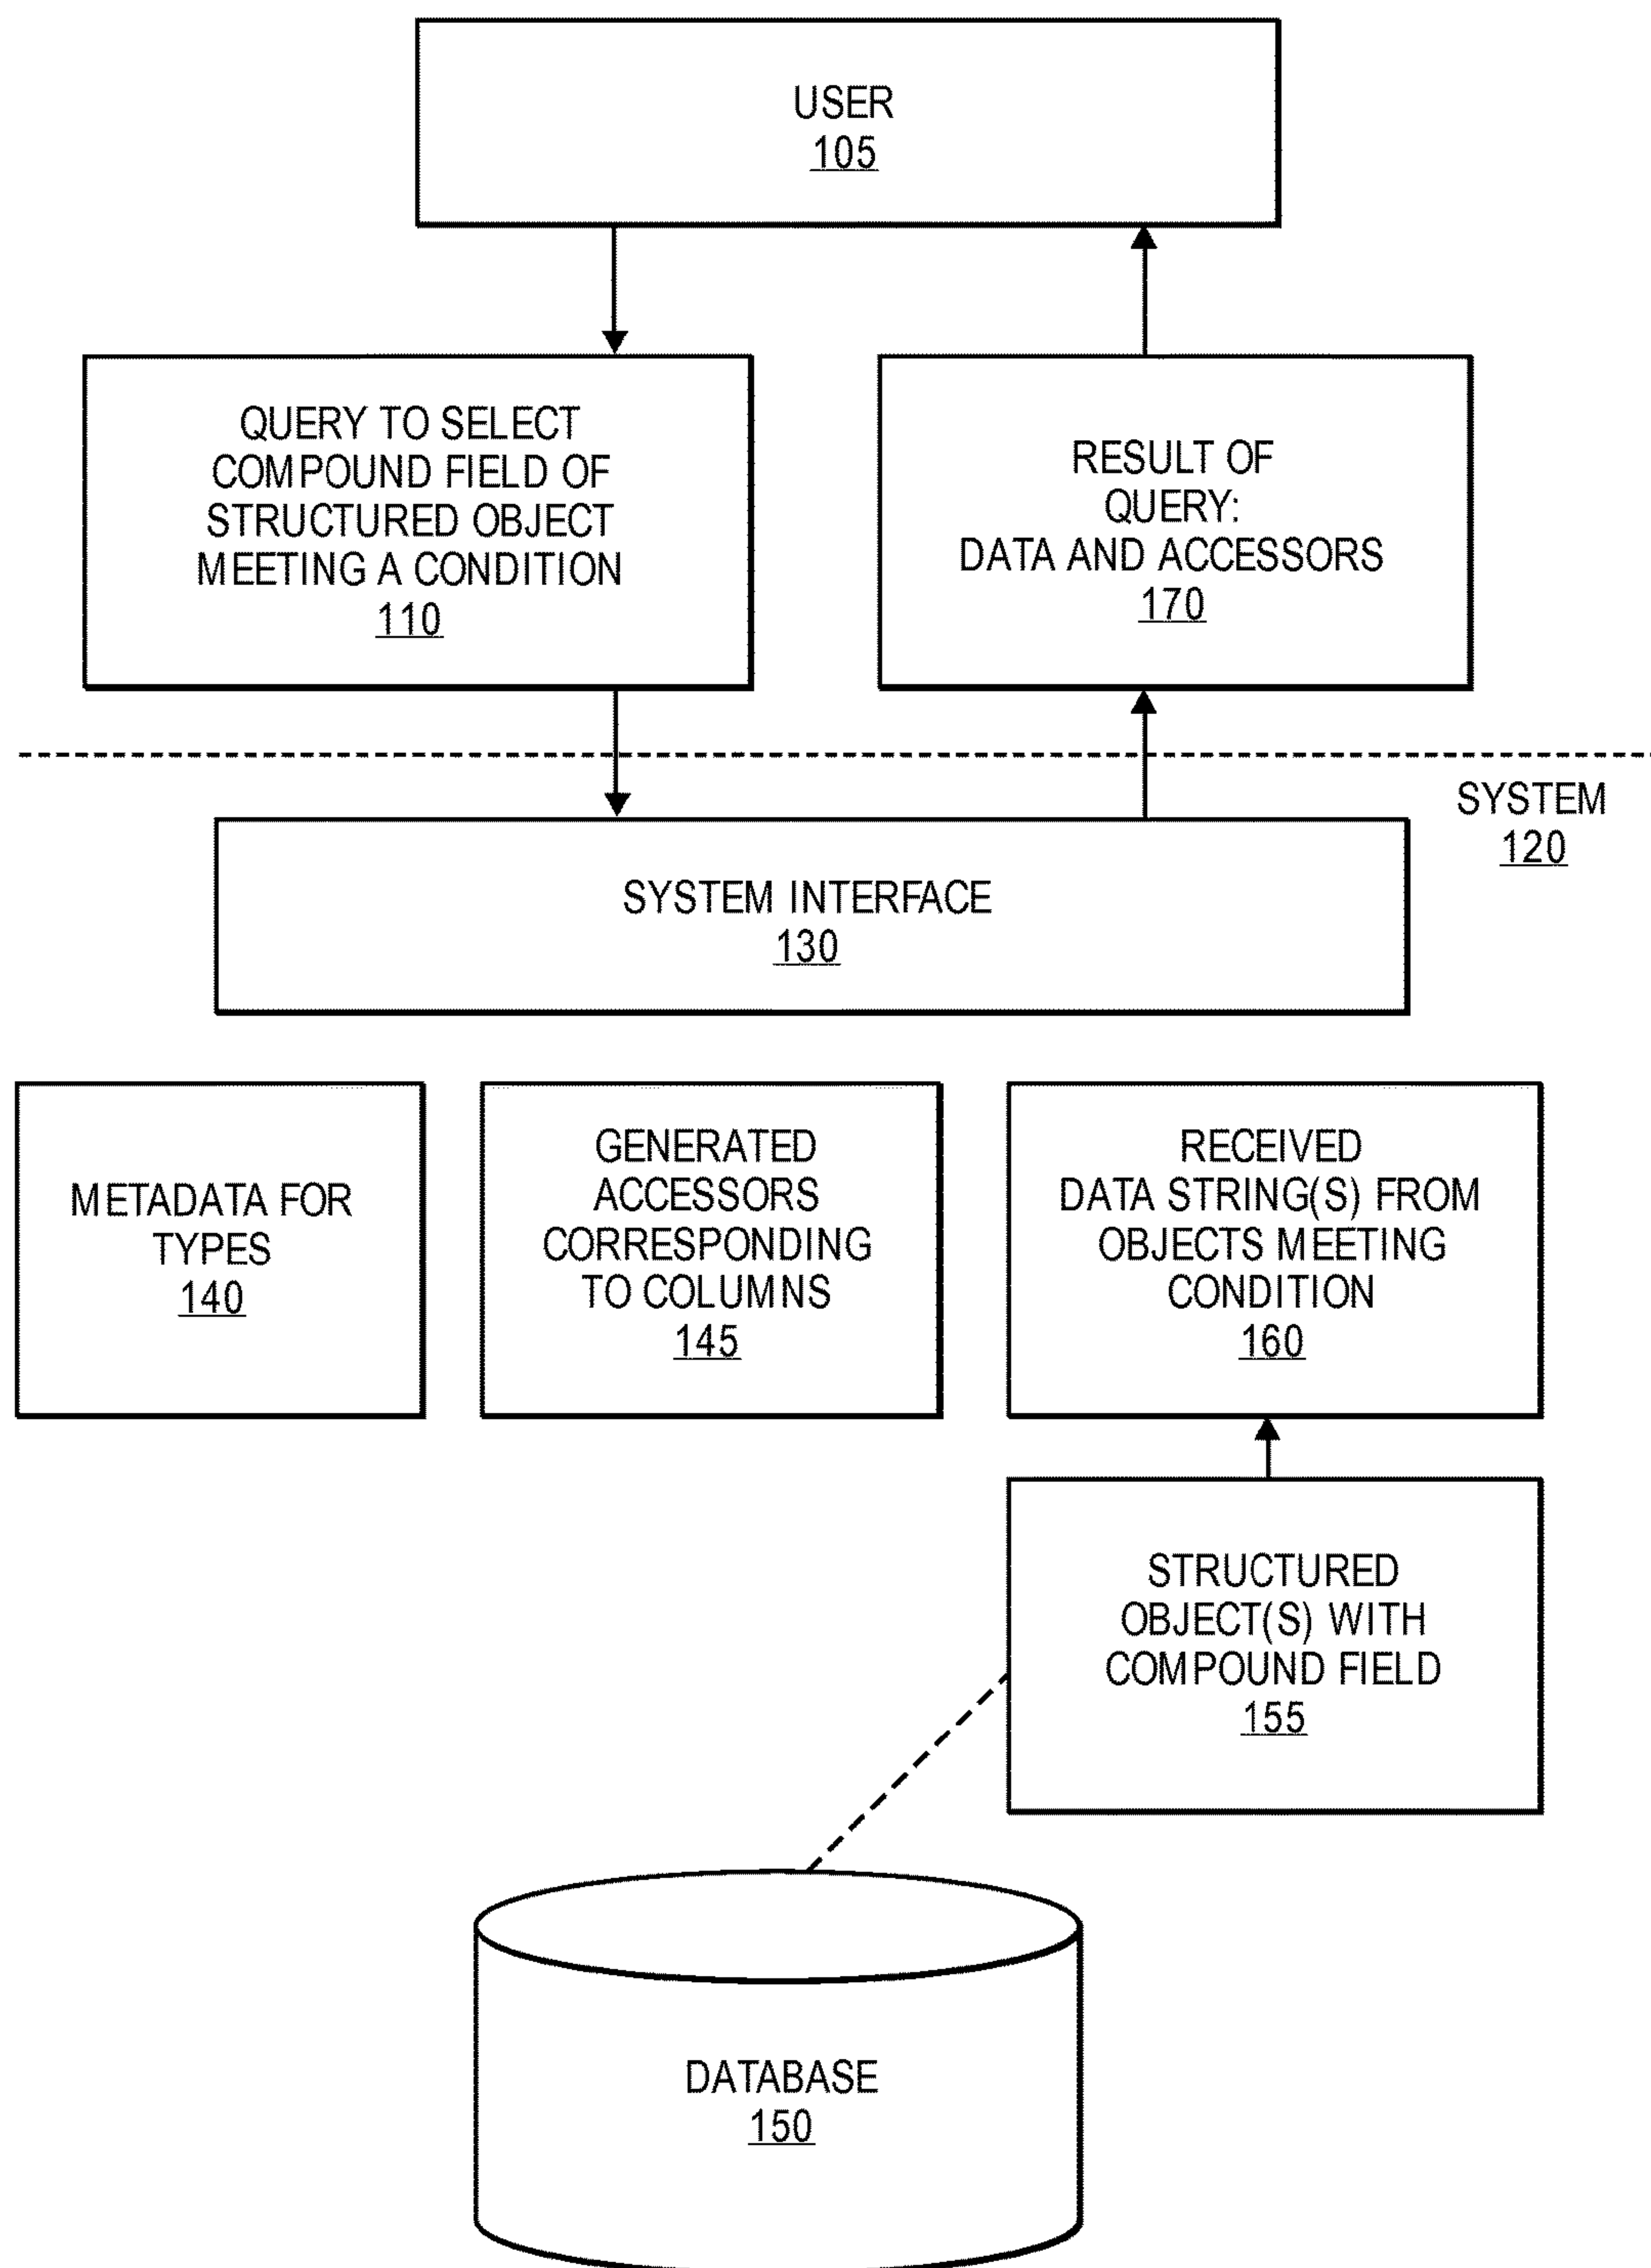 USER
105
QUERY TO SELECT
COMPOUND FIELD OF
STRUCTURED OBJECT
MEETING A CONDITION
110
RESULT OF
QUERY:
DATA AND ACCESSORS
170
SYSTEM
120
SYSTEM INTERFACE
130
METADATA FOR
TYPES
140
GENERATED
ACCESSORS
CORRESPONDING
TO COLUMNS
145
RECEIVED
DATA STRING(S) FROM
OBJECTS MEETING
CONDITION
160
STRUCTURED
OBJECT(S) WITH
COMPOUND FIELD
155
DATABASE
150